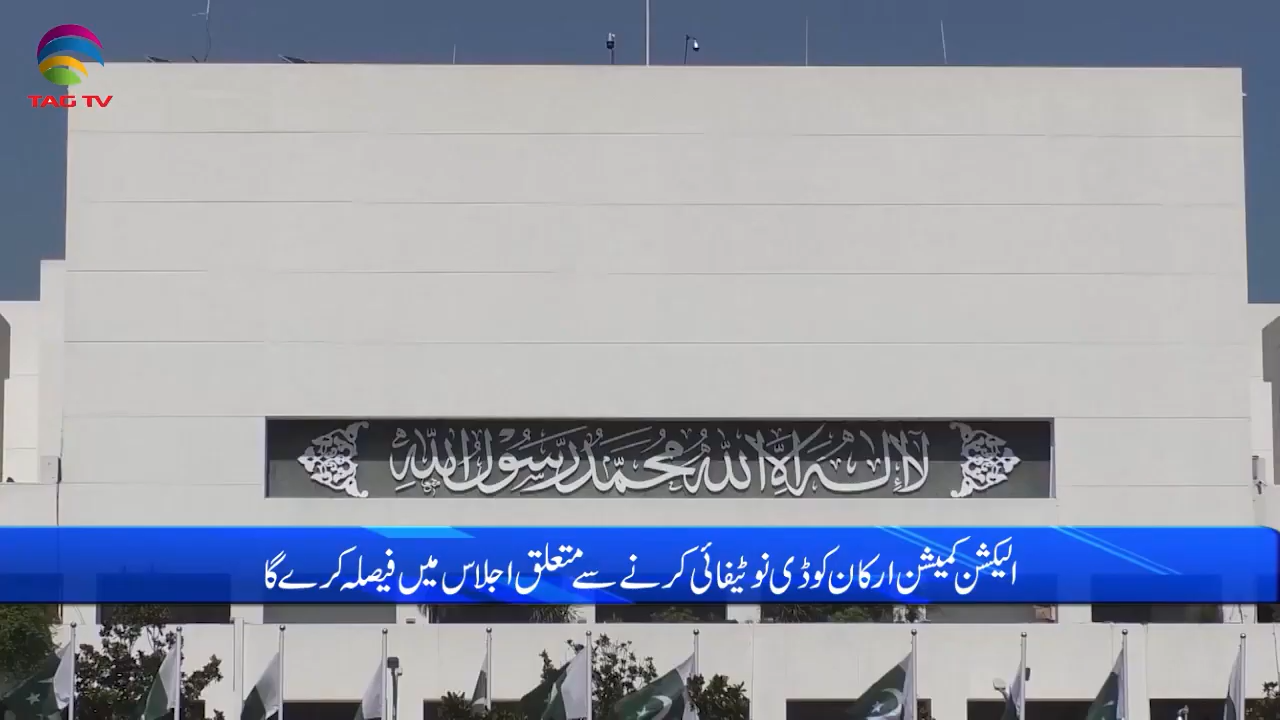 TAG TV
لا إله إلا الله محمد رسول الله
الیکشن کمیشن ارکان کو ڈی نوٹیفائی کرنے سے متعلق اجلاس میں فیصلہ کرے گا